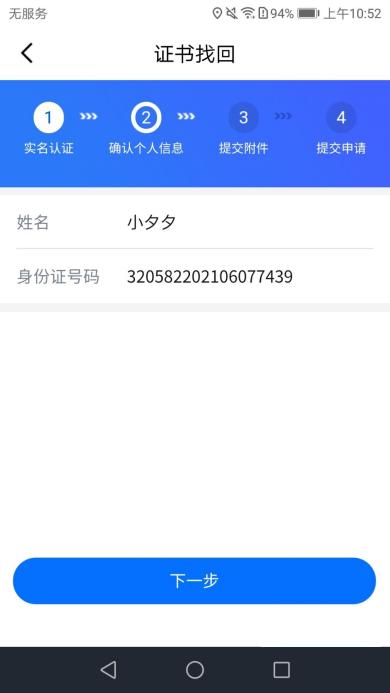 无服务 94% 上午10:52
证书找回
1 2 3 4
实名认证 确认个人信息 提交附件 提交申请
姓名 小夕夕
身份证号码 320582202106077439
下一步